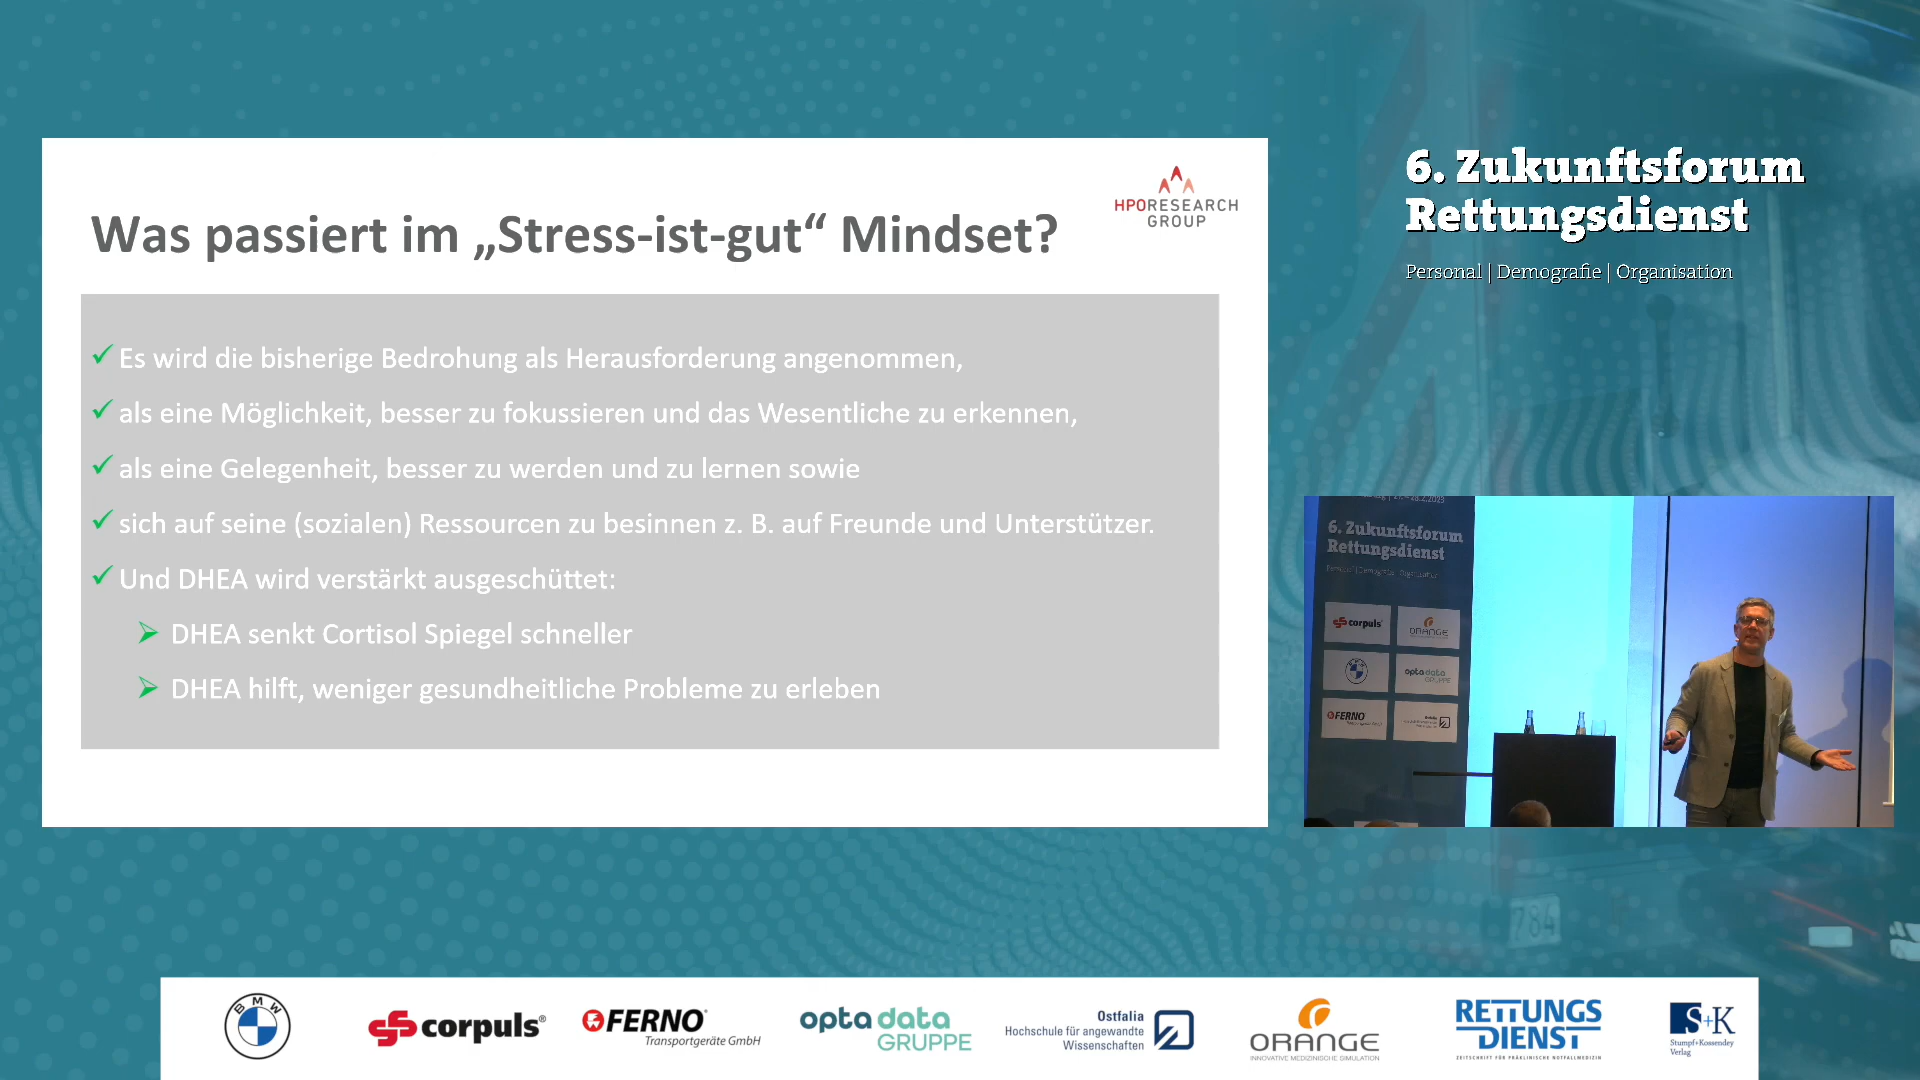 HPORESEARCH
GROUP
Was passiert im „Stress-ist-gut“ Mindset?
Es wird die bisherige Bedrohung als Herausforderung angenommen,
als eine Möglichkeit, besser zu fokussieren und das Wesentliche zu erkennen,
als eine Gelegenheit, besser zu werden und zu lernen sowie
sich auf seine (sozialen) Ressourcen zu besinnen z. B. auf Freunde und Unterstützer.
Und DHEA wird verstärkt ausgeschüttet:
DHEA senkt Cortisol Spiegel schneller
DHEA hilft, weniger gesundheitliche Probleme zu erleben
6. Zukunftsforum
Rettungsdienst
Personal | Demografie | Organisation
6. Zukunftsforum
Rettungsdienst
corpuls
ORANGE
optadata
GRUPPE
FERNO
784
BMW
corpuls®
FERNO®
Transportgeräte GmbH
optadata
GRUPPE
Ostfalia
Hochschule für angewandte
Wissenschaften
ORANGE
INNOVATIVE MEDIZINISCHE SIMULATION
RETTUNGS
DIENST
ZEITSCHRIFT FÜR PRÄKLINISCHE NOTFALLMEDIZIN
S+K
Stumpf+Kossendey
Verlag